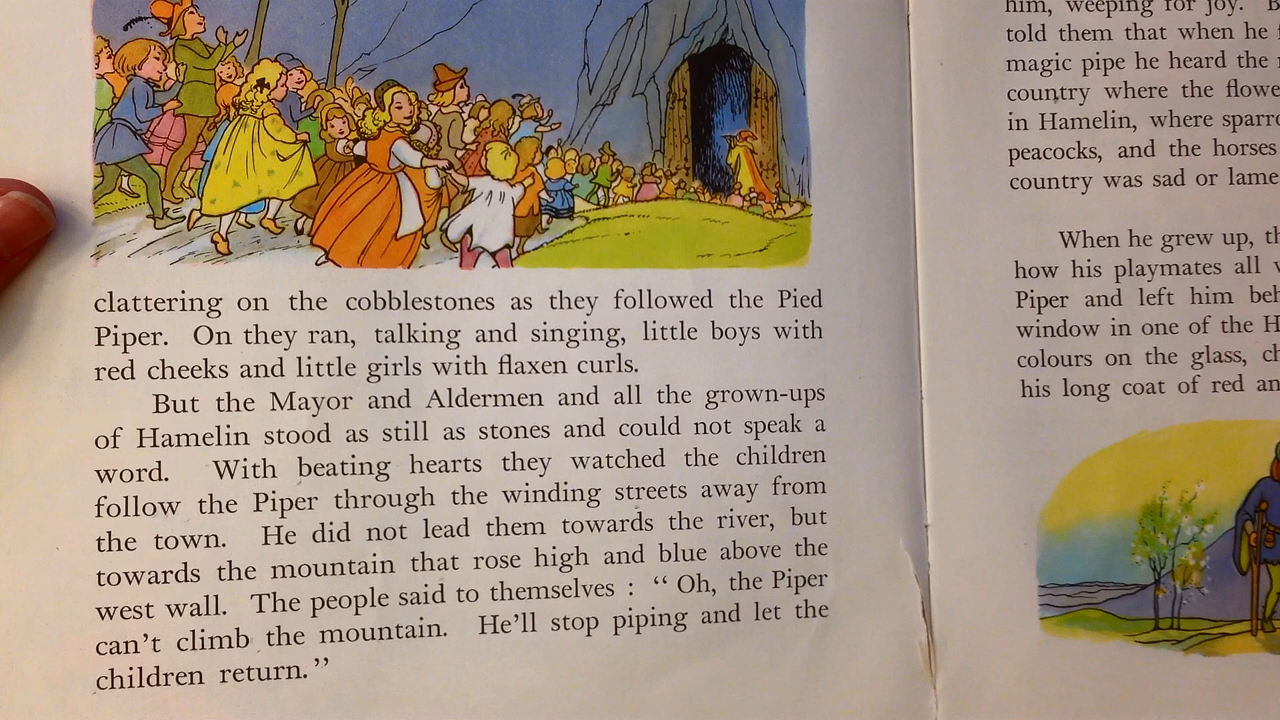 clattering on the cobblestones as they followed the Pied
Piper. On they ran, talking and singing, little boys with
red cheeks and little girls with flaxen curls.
But the Mayor and Aldermen and all the grown-ups
of Hamelin stood as still as stones and could not speak a
word. With beating hearts they watched the children
follow the Piper through the winding streets away from
the town. He did not lead them towards the river, but
towards the mountain that rose high and blue above the
west wall. The people said to themselves : “ Oh, the Piper
can’t climb the mountain. He’ll stop piping and let the
children return.”
him, weeping for joy.
told them that when he
magic pipe he heard the
country where the
in Hamelin, where
peacocks, and the horses
country was sad or lame
When he grew up,
how his playmates all
Piper and left him
window in one of the
colours on the glass,
his long coat of red